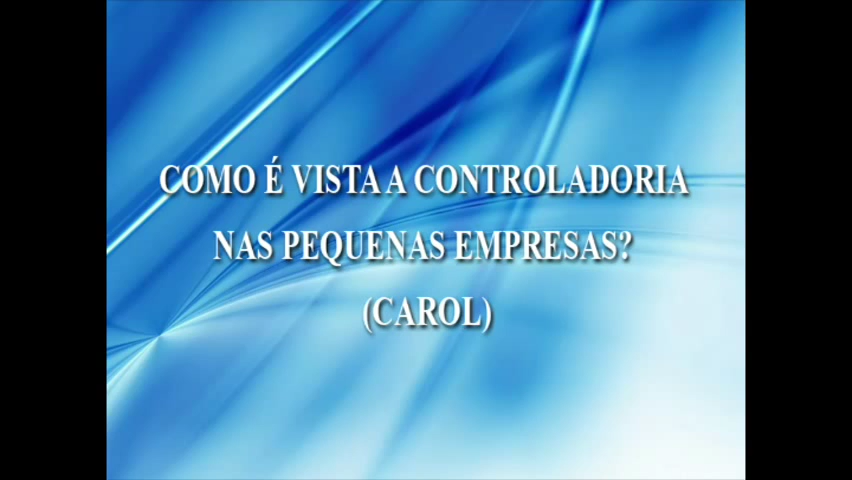 COMO É VISTA A CONTROLADORIA
NAS PEQUENAS EMPRESAS?
(CAROL)